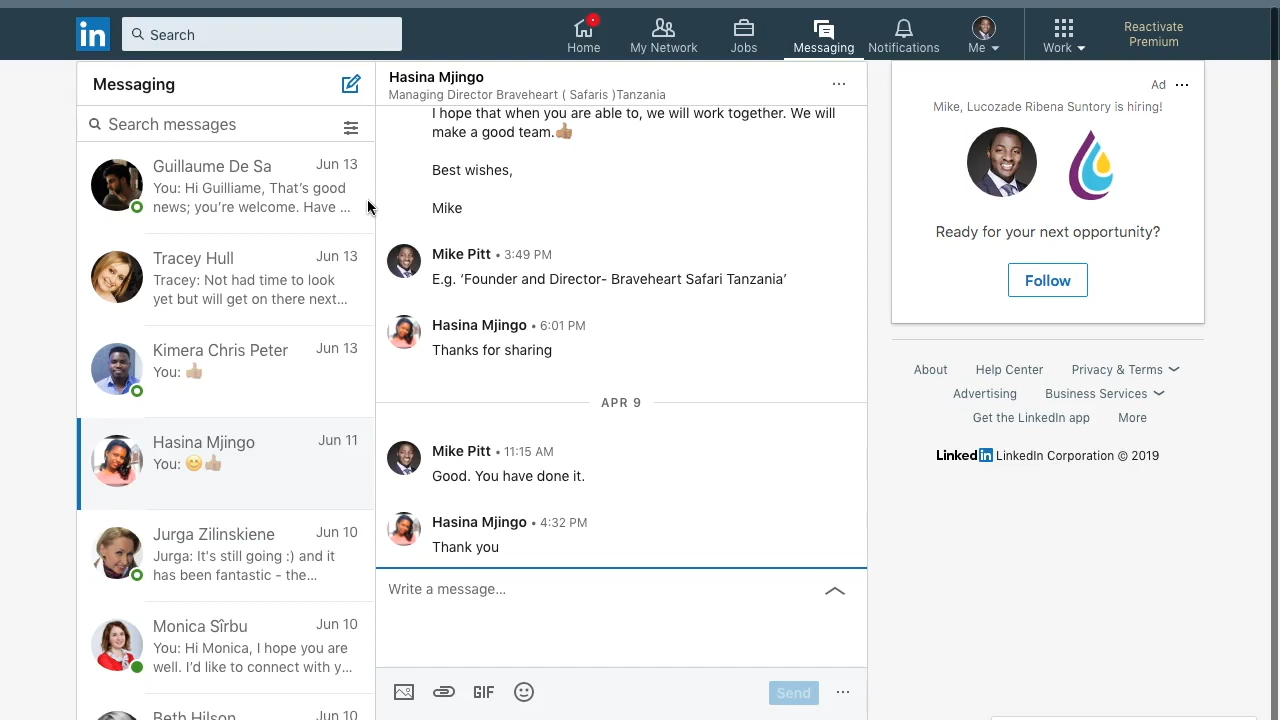 in
Search
Home
My Network
Jobs
Messaging
Notifications
Me
Work
Reactivate
Premium
Messaging
Search messages
Guillaume De Sa
Jun 13
You: Hi Guilliame, That's good
news; you're welcome. Have ...
Tracey Hull
Jun 13
Tracey: Not had time to look
yet but will get on there next...
Kimera Chris Peter
Jun 13
You: 👍🏽
Hasina Mjingo
Jun 11
You: 😊👍🏽
Jurga Zilinskiene
Jun 10
Jurga: It's still going :) and it
has been fantastic - the...
Monica Sîrbu
Jun 10
You: Hi Monica, I hope you are
well. I'd like to connect with y...
Beth Hilson
Jun 10
Hasina Mjingo
Managing Director Braveheart ( Safaris )Tanzania
I hope that when you are able to, we will work together. We will
make a good team.👍🏽
Best wishes,
Mike
Mike Pitt • 3:49 PM
E.g. ‘Founder and Director- Braveheart Safari Tanzania’
Hasina Mjingo • 6:01 PM
Thanks for sharing
APR 9
Mike Pitt • 11:15 AM
Good. You have done it.
Hasina Mjingo • 4:32 PM
Thank you
Write a message...
GIF
Send
Ad
Mike, Lucozade Ribena Suntory is hiring!
Ready for your next opportunity?
Follow
About
Help Center
Privacy & Terms
Advertising
Business Services
Get the LinkedIn app
More
Linkedin LinkedIn Corporation © 2019